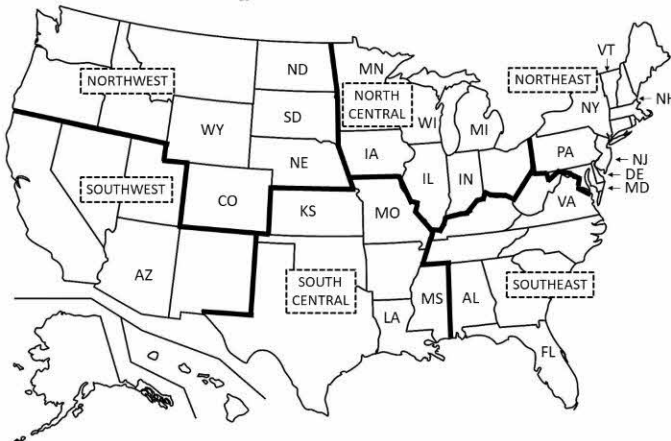 VT
ND
MN
NORTHWEST
NORTHEAST
NORTH
CENTRAL
NH
NY
WY
SD
WI
MI
IA
PA
NE
NJ
DE
MD
IL
IN
SOUTHWEST
CO
KS
MO
VA
AZ
SOUTH
CENTRAL
MS
AL
SOUTHEAST
LA
FL